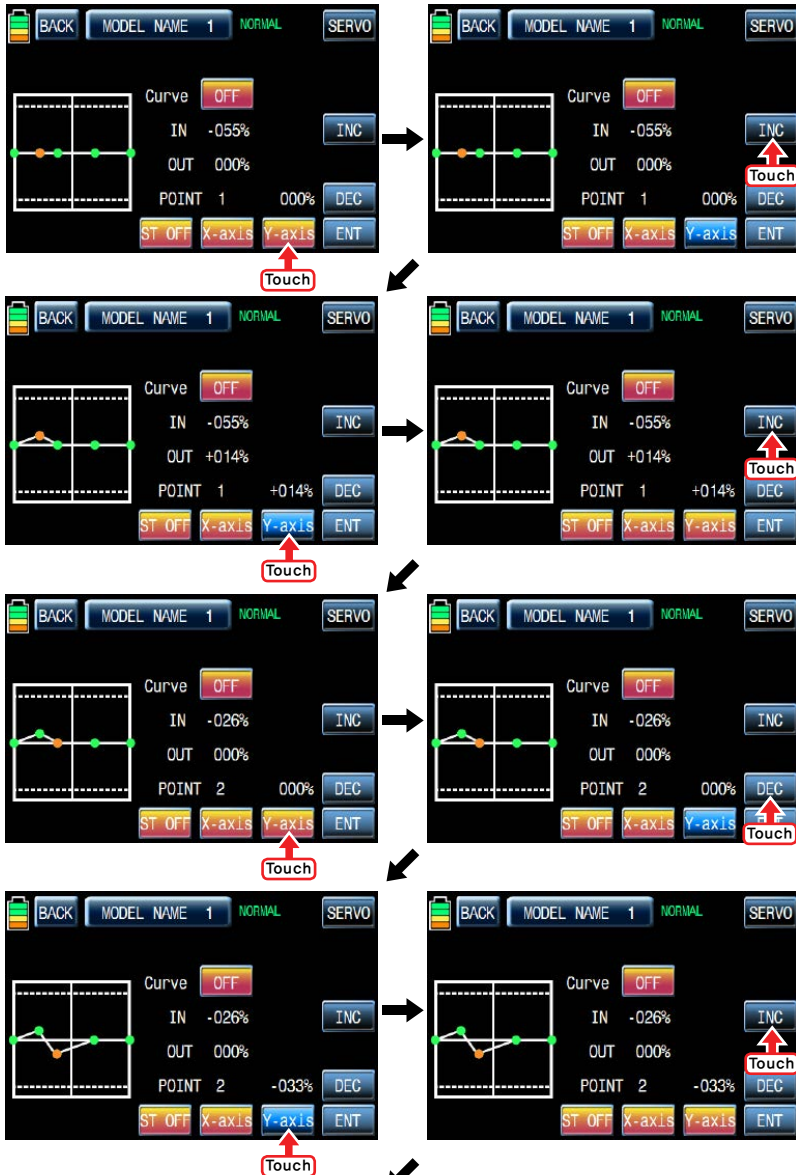 BACK MODEL NAME 1 NORMAL SERVO
Curve OFF
IN -055% INC
OUT 000%
POINT 1 000% DEC
ST OFF X-axis Y-axis ENT
Touch
BACK MODEL NAME 1 NORMAL SERVO
Curve OFF
IN -055% INC
OUT 000%
Touch
POINT 1 000% DEC
ST OFF X-axis Y-axis ENT
BACK MODEL NAME 1 NORMAL SERVO
Curve OFF
IN -055% INC
OUT +014%
POINT 1 +014% DEC
ST OFF X-axis Y-axis ENT
Touch
BACK MODEL NAME 1 NORMAL SERVO
Curve OFF
IN -055% INC
OUT +014%
Touch
POINT 1 +014% DEC
ST OFF X-axis Y-axis ENT
BACK MODEL NAME 1 NORMAL SERVO
Curve OFF
IN -026% INC
OUT 000%
POINT 2 000% DEC
ST OFF X-axis Y-axis ENT
Touch
BACK MODEL NAME 1 NORMAL SERVO
Curve OFF
IN -026% INC
OUT 000%
POINT 2 000% DEC
ST OFF X-axis Y-axis
Touch
BACK MODEL NAME 1 NORMAL SERVO
Curve OFF
IN -026% INC
OUT 000%
POINT 2 -033% DEC
ST OFF X-axis Y-axis ENT
Touch
BACK MODEL NAME 1 NORMAL SERVO
Curve OFF
IN -026% INC
OUT 000%
Touch
POINT 2 -033% DEC
ST OFF X-axis Y-axis ENT